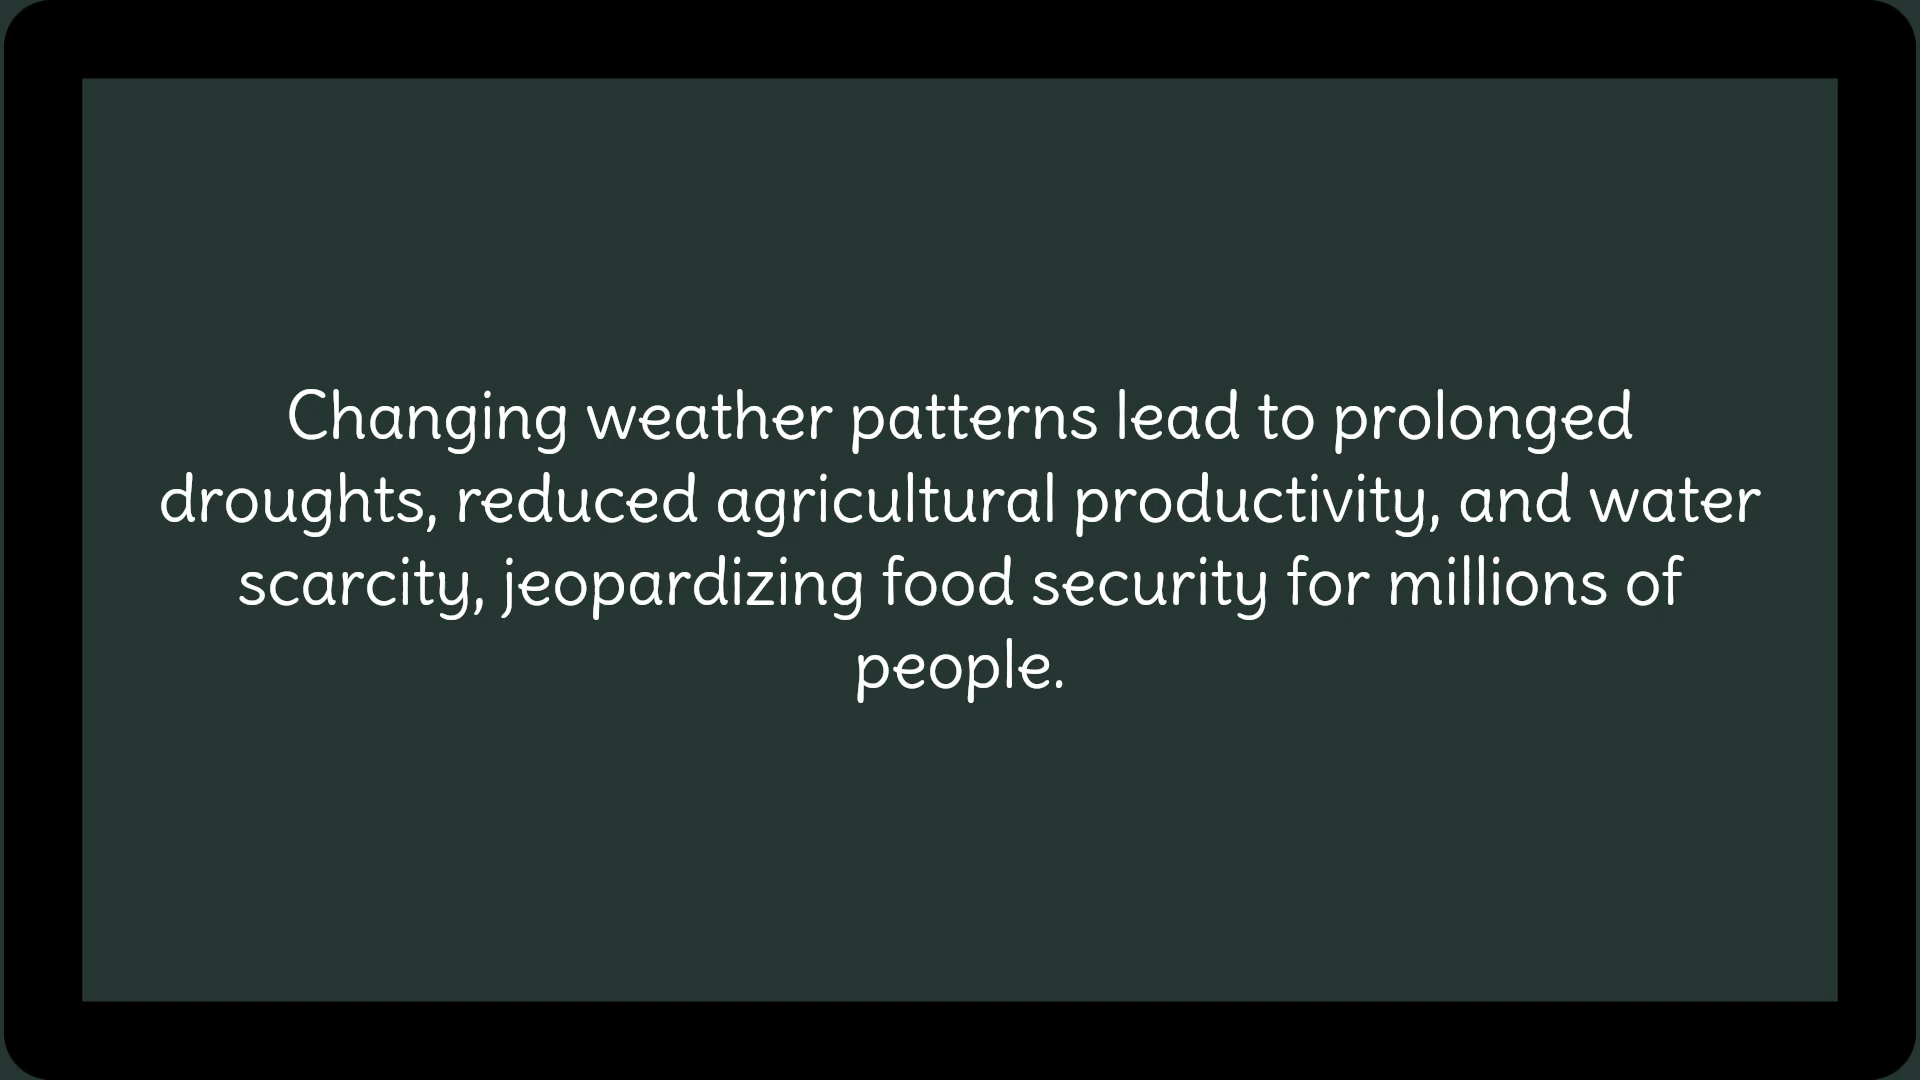 Changing weather patterns lead to prolonged
droughts, reduced agricultural productivity, and water
scarcity, jeopardizing food security for millions of
people.